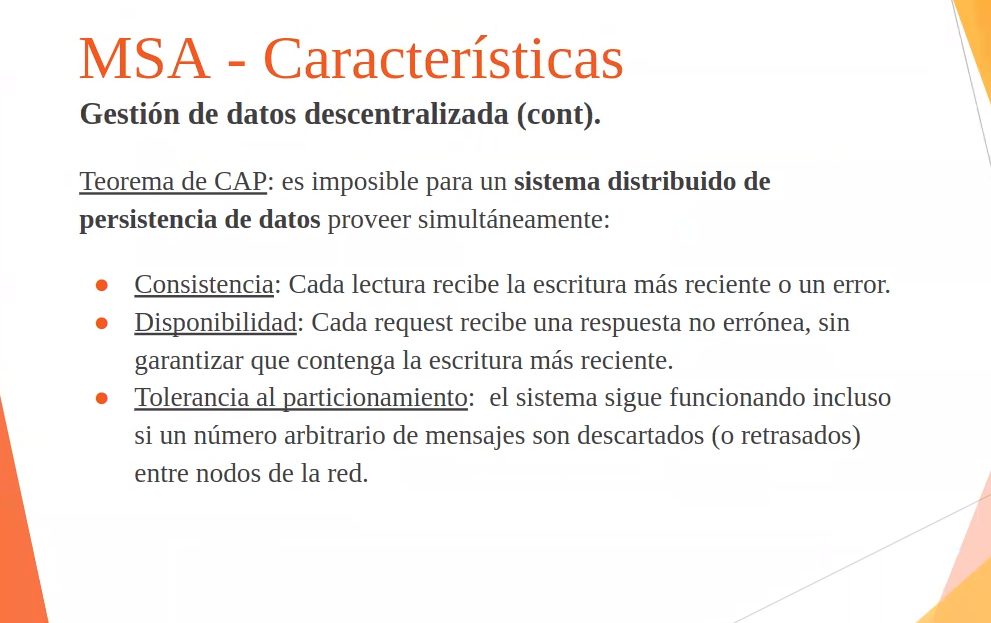 MSA - Características
Gestión de datos descentralizada (cont).
Teorema de CAP: es imposible para un sistema distribuido de
persistencia de datos proveer simultáneamente:
● Consistencia: Cada lectura recibe la escritura más reciente o un error.
● Disponibilidad: Cada request recibe una respuesta no errónea, sin
garantizar que contenga la escritura más reciente.
● Tolerancia al particionamiento:  el sistema sigue funcionando incluso
si un número arbitrario de mensajes son descartados (o retrasados)
entre nodos de la red.